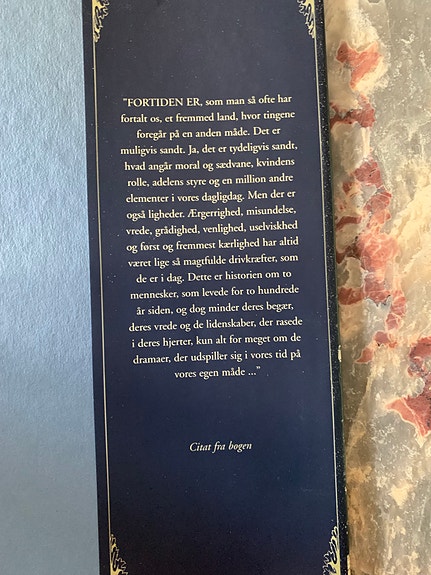 "FORTIDEN ER, som man så ofte har
fortalt os, et fremmed land, hvor tingene
foregår på en anden måde. Det er
muligvis sandt. Ja, det er tydeligvis sandt,
hvad angår moral og sædvane, kvindens
rolle, adelens styre og en million andre
elementer i vores dagligdag. Men der er
også ligheder. Ærgerrighed, misundelse,
vrede, grådighed, venlighed, uselviskhed
og først og fremmest kærlighed har altid
været lige så magtfulde drivkræfter, som
de er i dag. Dette er historien om to
mennesker, som levede for to hundrede
år siden, og dog minder deres begær,
deres vrede og de lidenskaber, der rasede
i deres hjerter, kun alt for meget om de
dramaer, der udspiller sig i vores tid på
vores egen måde ..."
Citat fra bogen